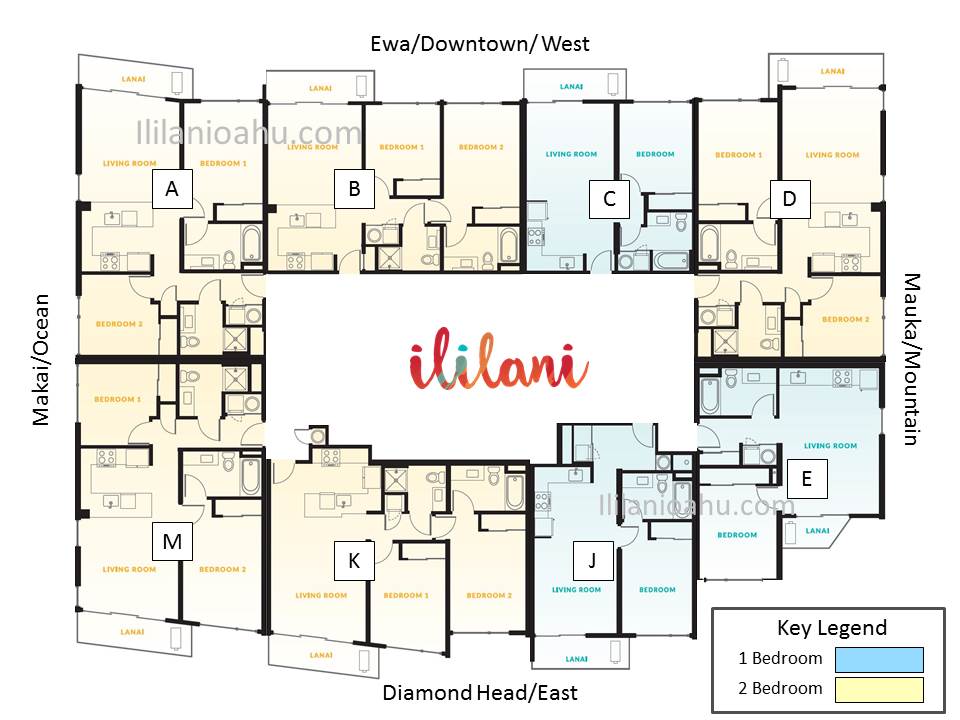 Ewa/Downtown/ West
LANAI
LANAI
LANAI
LANAI
Ililanioahu.com
LIVING ROOM
BEDROOM 1
LIVING ROOM
BEDROOM 1
BEDROOM 2
LIVING ROOM
BEDROOM
BEDROOM 1
LIVING ROOM
A
B
C
D
Makai/Ocean
Mauka/Mountain
BEDROOM 2
BEDROOM 2
ililani
BEDROOM 1
LIVING ROOM
E
Ililanioahu.com
LANAI
BEDROOM
M
K
J
LIVING ROOM
BEDROOM 2
LIVING ROOM
BEDROOM 1
BEDROOM 2
LIVING ROOM
BEDROOM
LANAI
LANAI
LANAI
Diamond Head/East
Key Legend
1 Bedroom
2 Bedroom